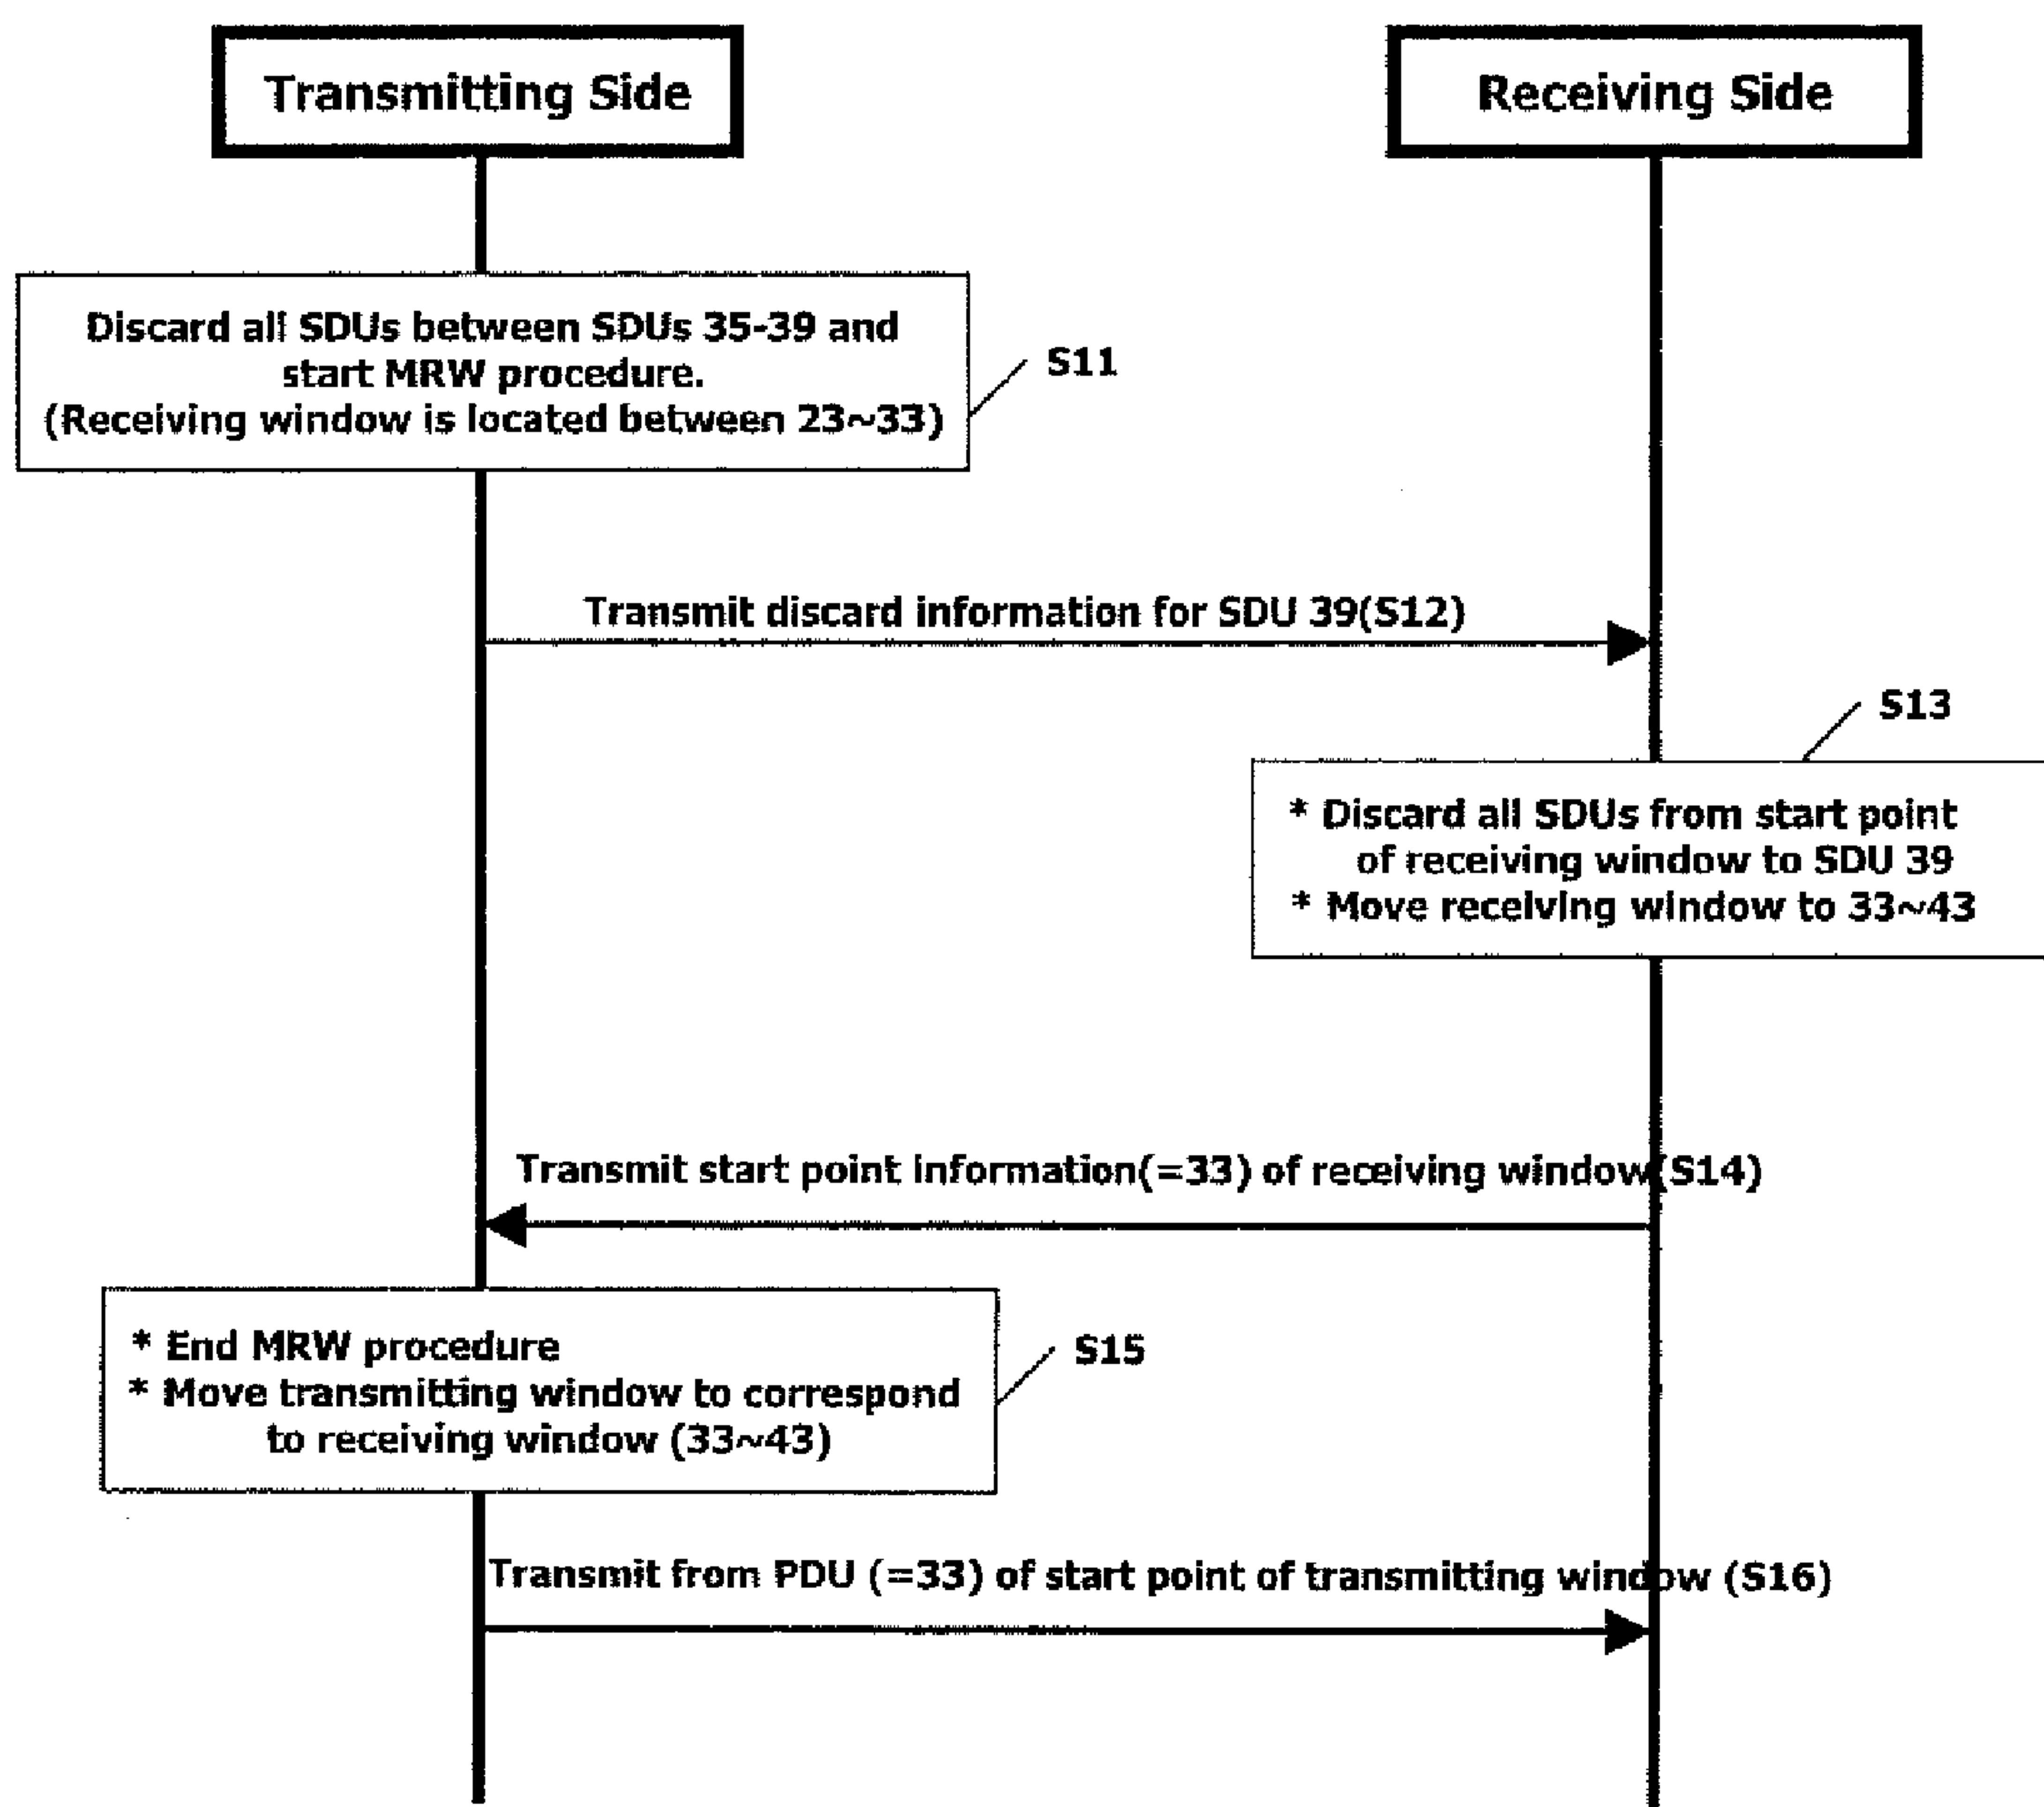 Transmitting Side
Receiving Side
Discard all SDUs between SDUs 35-39 and
start MRW procedure.
(Receiving window is located between 23~33)
S11
Transmit discard information for SDU 39(S12)
S13
* Discard all SDUs from start point
of receiving window to SDU 39
* Move receiving window to 33~43
Transmit start point information(=33) of receiving window(S14)
* End MRW procedure
* Move transmitting window to correspond
to receiving window (33~43)
S15
Transmit from PDU (=33) of start point of transmitting window (S16)